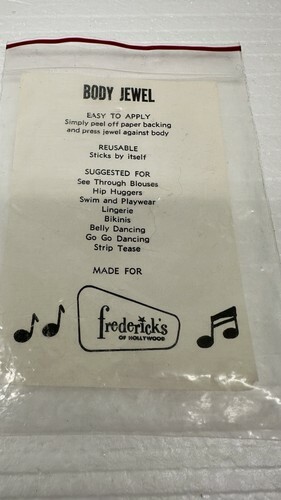 BODY JEWEL
EASY TO APPLY
Simply peel off paper backing
and press jewel against body
REUSABLE
Sticks by itself
SUGGESTED FOR
See Through Blouses
Hip Huggers
Swim and Playwear
Lingerie
Bikinis
Belly Dancing
Go Go Dancing
Strip Tease
MADE FOR
frederick's
OF HOLLYWOOD